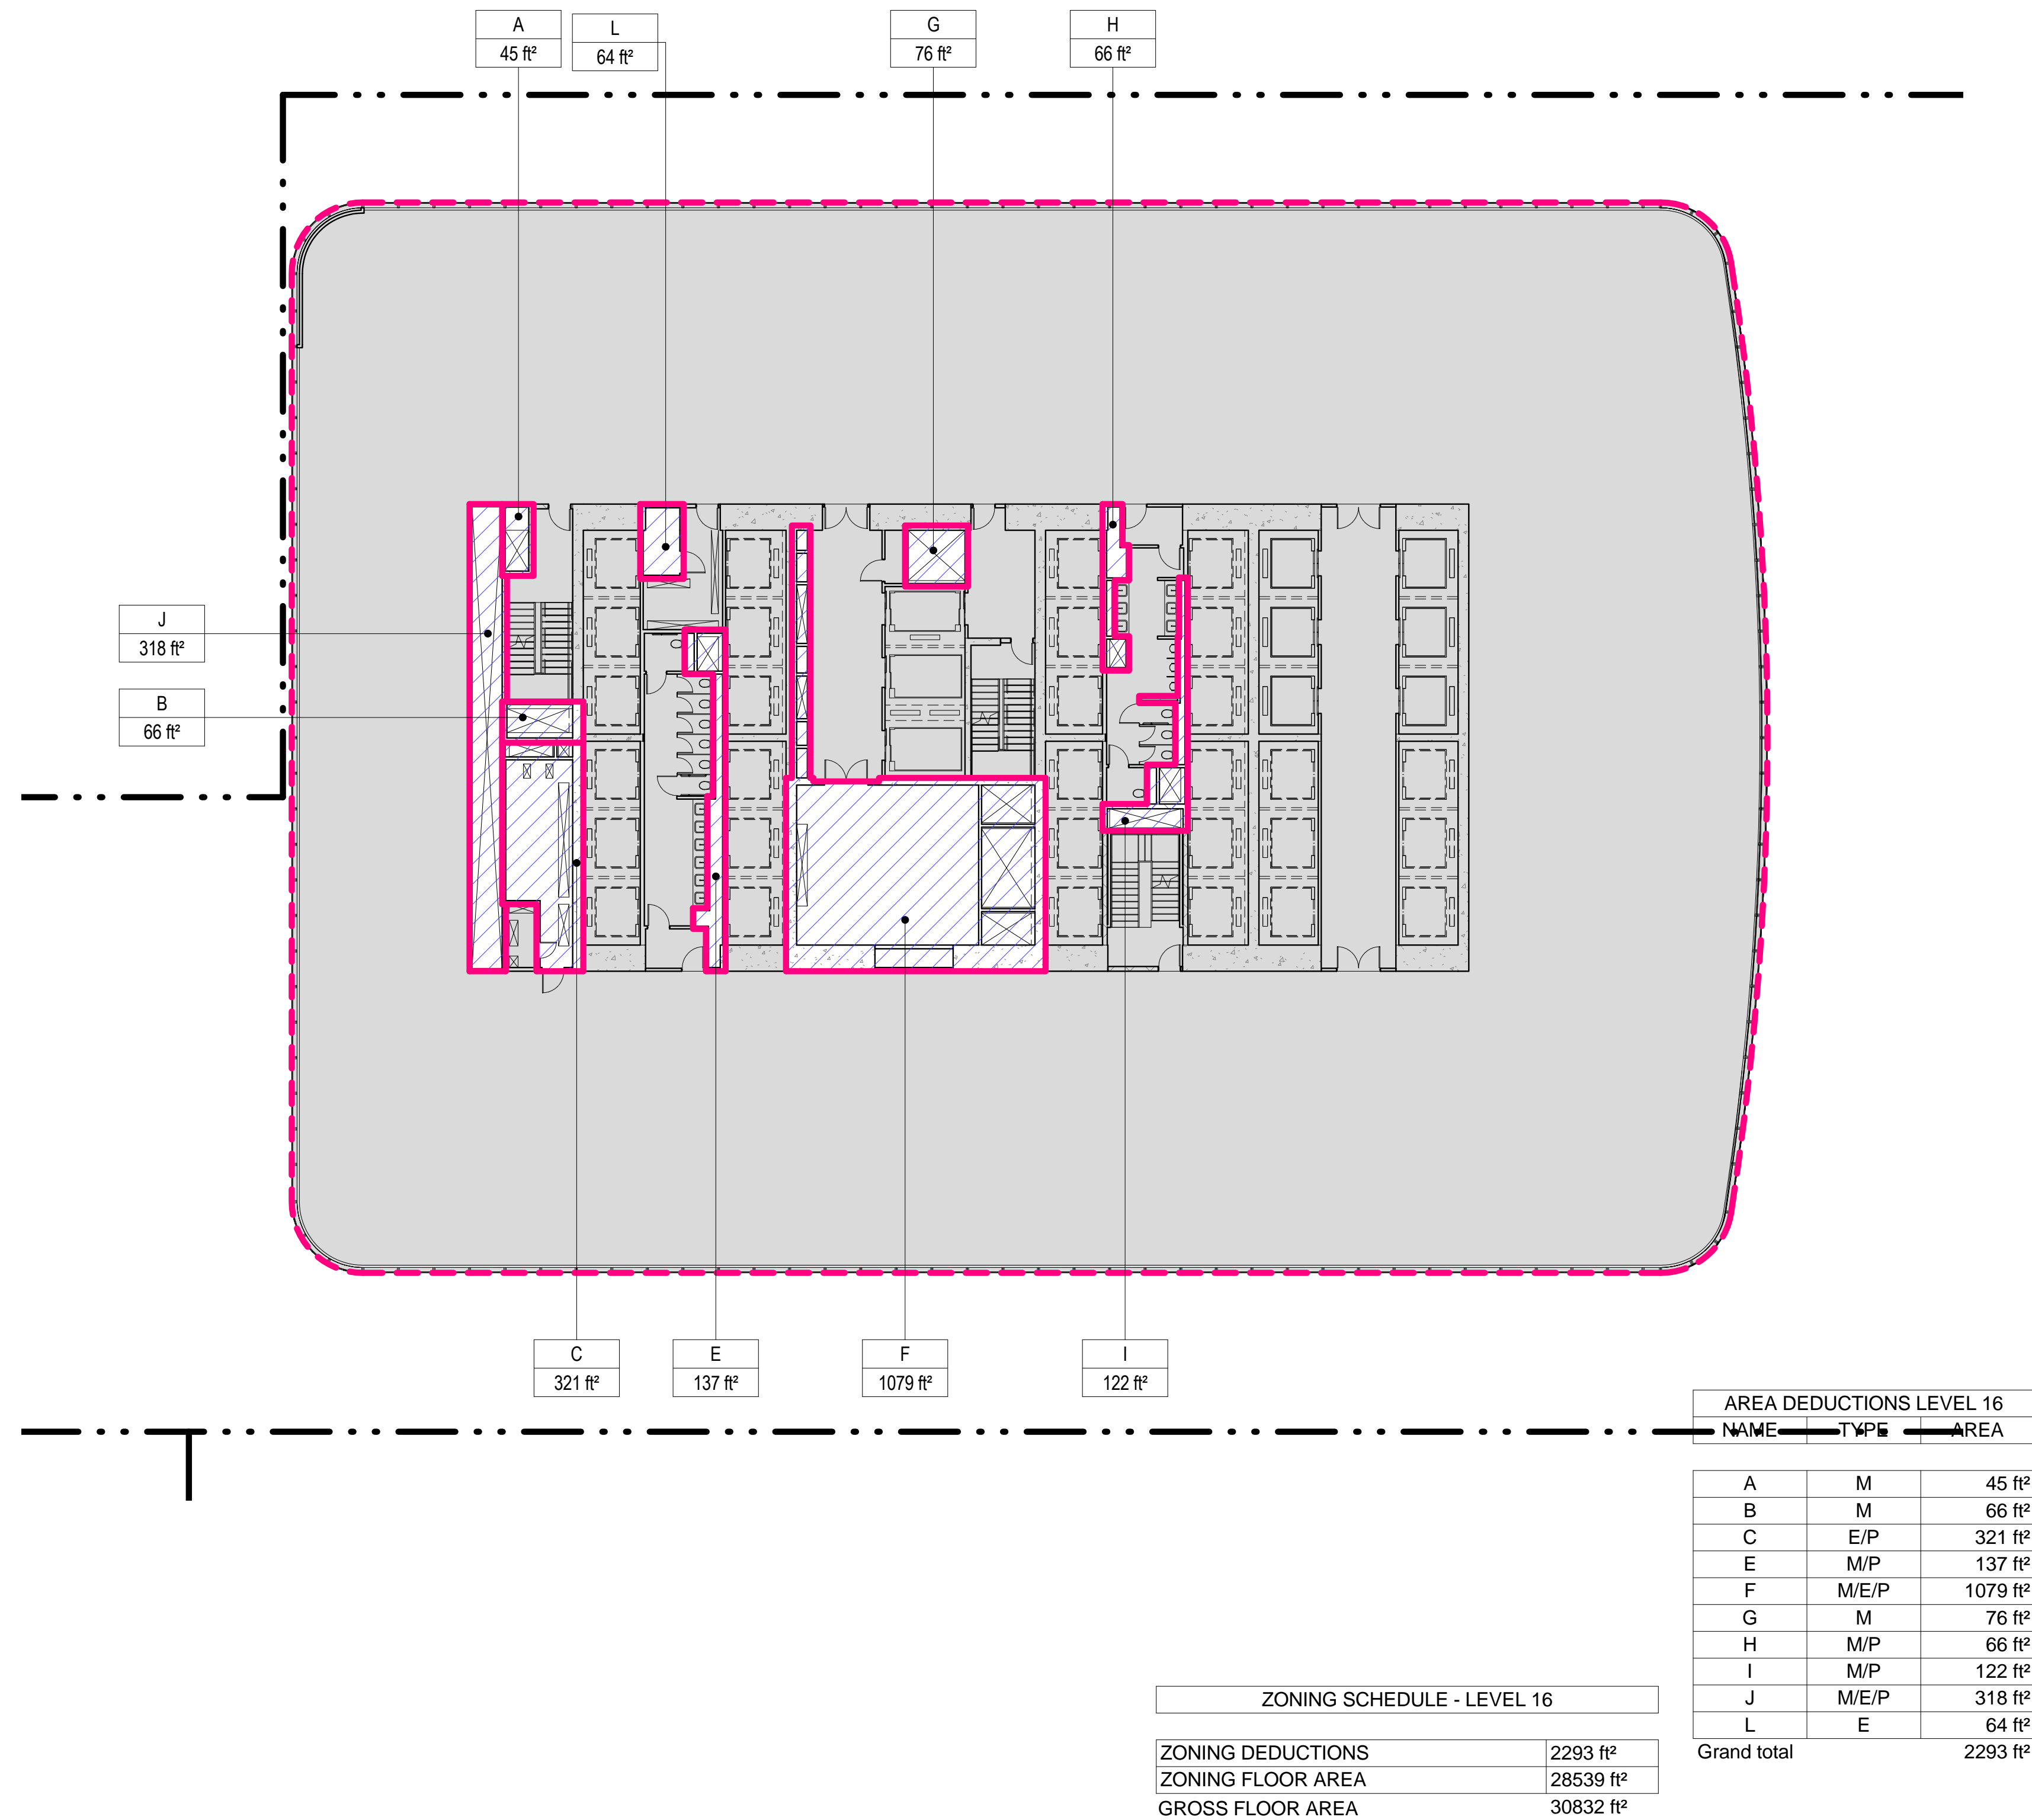 A
45 ft²
L
64 ft²
G
76 ft²
H
66 ft²
J
318 ft²
B
66 ft²
C
321 ft²
E
137 ft²
F
1079 ft²
I
122 ft²
AREA DEDUCTIONS LEVEL 16
NAME TYPE AREA
A M 45 ft²
B M 66 ft²
C E/P 321 ft²
E M/P 137 ft²
F M/E/P 1079 ft²
G M 76 ft²
H M/P 66 ft²
I M/P 122 ft²
J M/E/P 318 ft²
L E 64 ft²
Grand total 2293 ft²
ZONING SCHEDULE - LEVEL 16
ZONING DEDUCTIONS 2293 ft²
ZONING FLOOR AREA 28539 ft²
GROSS FLOOR AREA 30832 ft²